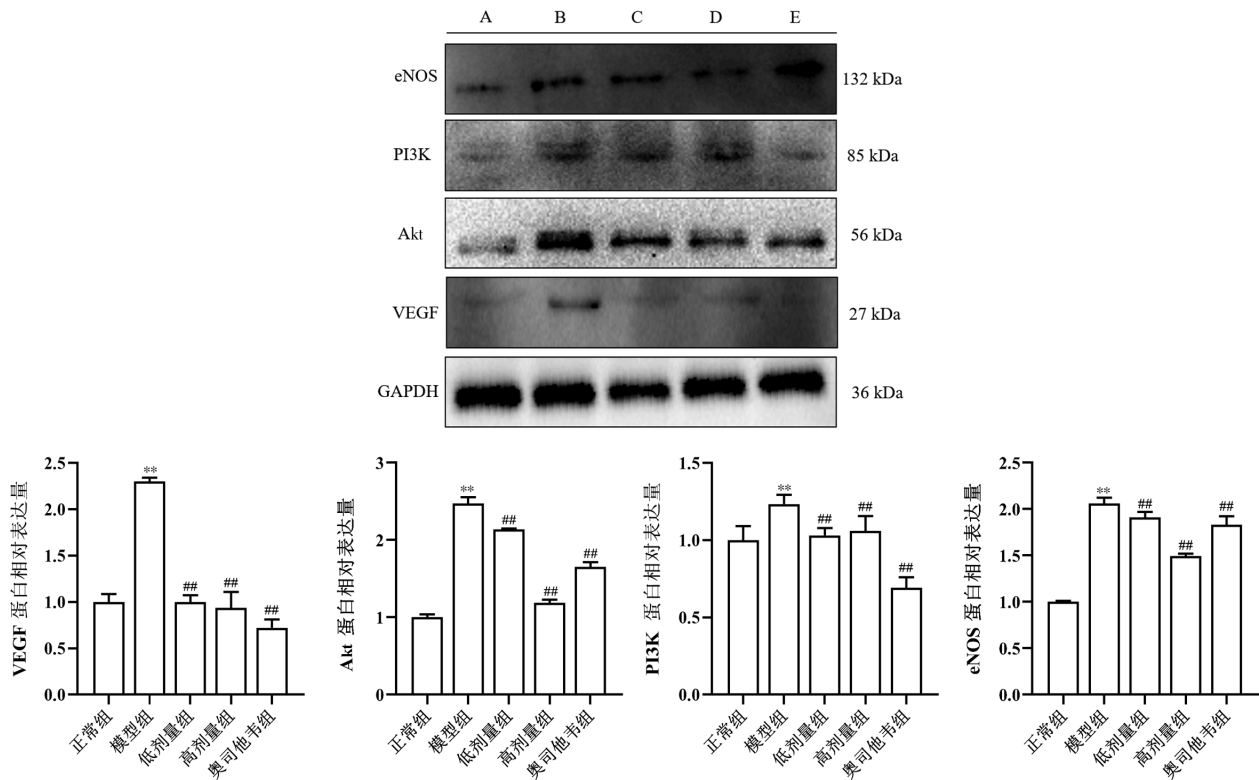 A B C D E
eNOS 132 kDa
PI3K 85 kDa
Akt 56 kDa
VEGF 27 kDa
GAPDH 36 kDa
VEGF 蛋白相对表达量
2.5
2.0
1.5
1.0
0.5
0.0
**
##
##
##
正常组
模型组
低剂量组
高剂量组
奥司他韦组
Akt 蛋白相对表达量
3
2
1
0
**
##
##
##
正常组
模型组
低剂量组
高剂量组
奥司他韦组
PI3K 蛋白相对表达量
1.5
1.0
0.5
0.0
**
##
##
##
正常组
模型组
低剂量组
高剂量组
奥司他韦组
eNOS 蛋白相对表达量
2.5
2.0
1.5
1.0
0.5
0.0
**
##
##
##
正常组
模型组
低剂量组
高剂量组
奥司他韦组